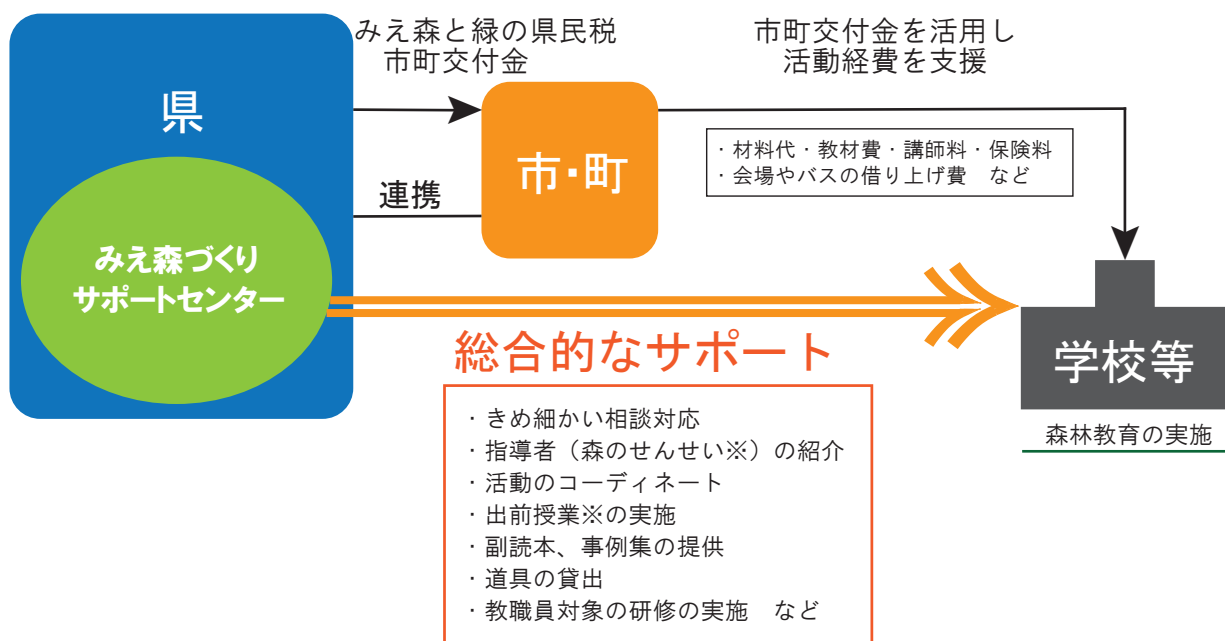 みえ森と緑の県民税
市町交付金
市町交付金を活用し
活動経費を支援
県
市・町
・材料代・教材費・講師料・保険料
・会場やバスの借り上げ費　など
連携
みえ森づくり
サポートセンター
総合的なサポート
学校等
森林教育の実施
・きめ細かい相談対応
・指導者（森のせんせい※）の紹介
・活動のコーディネート
・出前授業※の実施
・副読本、事例集の提供
・道具の貸出
・教職員対象の研修の実施　など